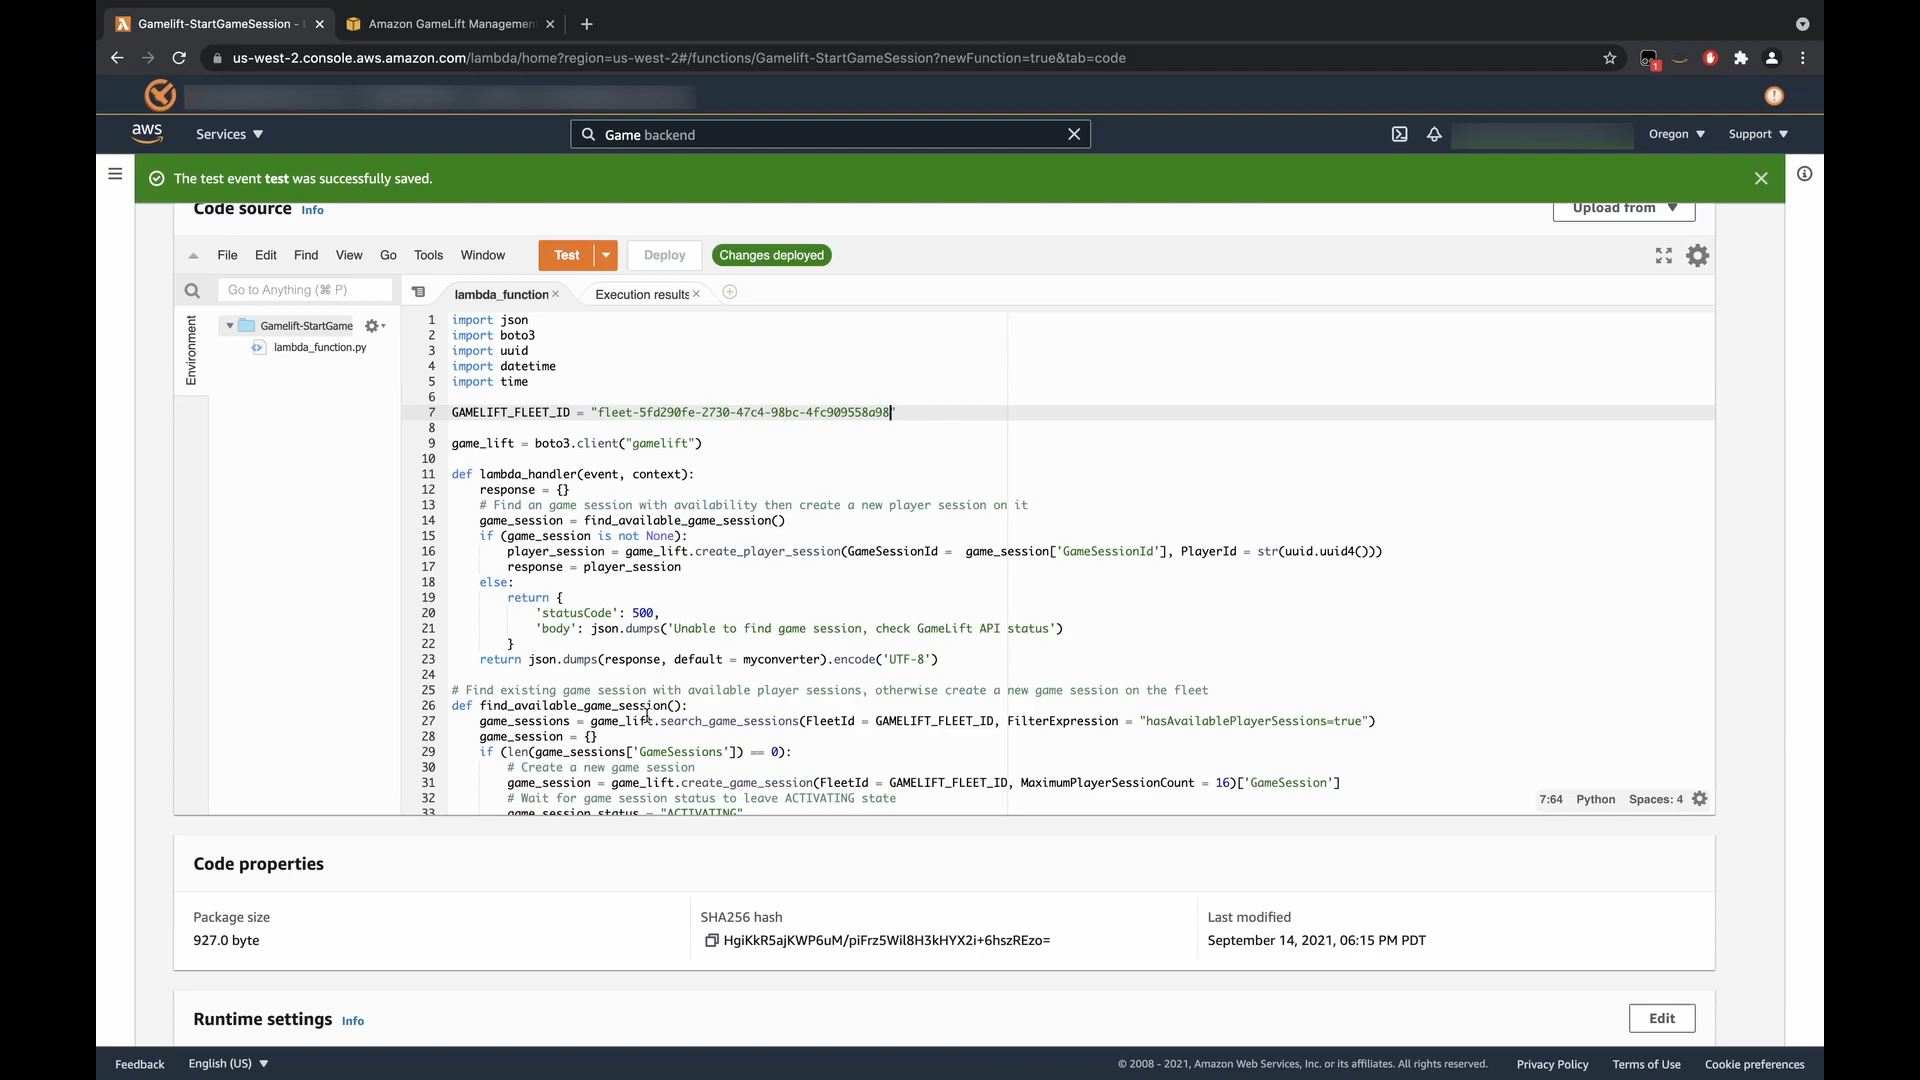 Gamelift-StartGameSession -
Amazon GameLift Managemen
us-west-2.console.aws.amazon.com/lambda/home?region=us-west-2#/functions/Gamelift-StartGameSession?newFunction=true&tab=code
1
aws
Services
Game backend
Oregon
Support
The test event test was successfully saved.
Code source Info
Upload from
File Edit Find View Go Tools Window
Test
Deploy
Changes deployed
Go to Anything (⌘ P)
lambda_function
Execution results
Environment
Gamelift-StartGame
lambda_function.py
1 import json
2 import boto3
3 import uuid
4 import datetime
5 import time
6
7 GAMELIFT_FLEET_ID = "fleet-5fd290fe-2730-47c4-98bc-4fc909558a98"
8
9 game_lift = boto3.client("gamelift")
10
11 def lambda_handler(event, context):
12     response = {}
13     # Find an game session with availability then create a new player session on it
14     game_session = find_available_game_session()
15     if (game_session is not None):
16         player_session = game_lift.create_player_session(GameSessionId =  game_session['GameSessionId'], PlayerId = str(uuid.uuid4()))
17         response = player_session
18     else:
19         return {
20             'statusCode': 500,
21             'body': json.dumps('Unable to find game session, check GameLift API status')
22         }
23     return json.dumps(response, default = myconverter).encode('UTF-8')
24
25 # Find existing game session with available player sessions, otherwise create a new game session on the fleet
26 def find_available_game_session():
27     game_sessions = game_lift.search_game_sessions(FleetId = GAMELIFT_FLEET_ID, FilterExpression = "hasAvailablePlayerSessions=true")
28     game_session = {}
29     if (len(game_sessions['GameSessions']) == 0):
30         # Create a new game session
31         game_session = game_lift.create_game_session(FleetId = GAMELIFT_FLEET_ID, MaximumPlayerSessionCount = 16)['GameSession']
32         # Wait for game session status to leave ACTIVATING state
33         game_session_status = "ACTIVATING"
7:64 Python Spaces: 4
Code properties
Package size
927.0 byte
SHA256 hash
HgiKkR5ajKWP6uM/piFrz5Wil8H3kHYX2i+6hszREzo=
Last modified
September 14, 2021, 06:15 PM PDT
Runtime settings Info
Edit
Feedback
English (US)
© 2008 - 2021, Amazon Web Services, Inc. or its affiliates. All rights reserved.
Privacy Policy
Terms of Use
Cookie preferences